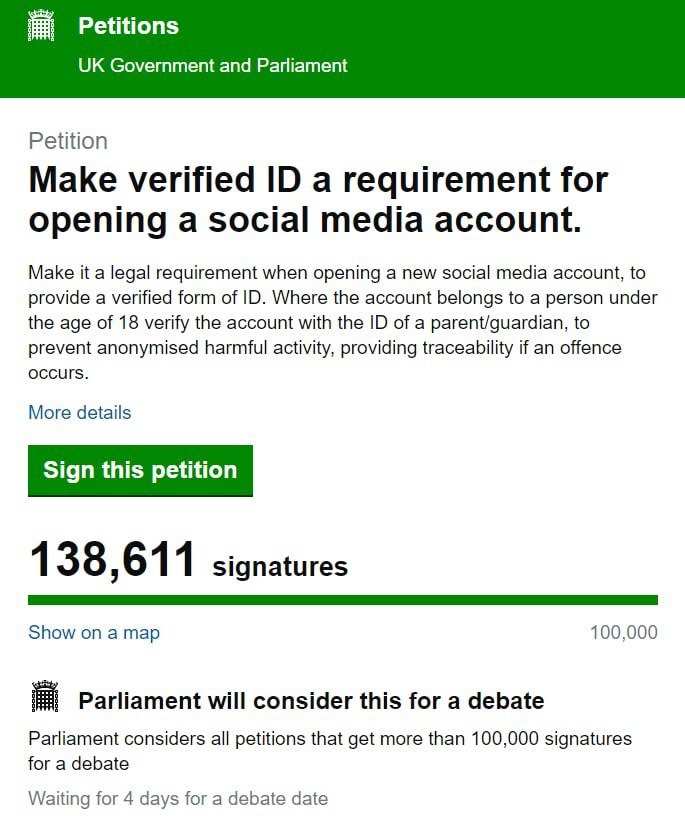 Petitions
UK Government and Parliament
Petition
Make verified ID a requirement for
opening a social media account.
Make it a legal requirement when opening a new social media account, to
provide a verified form of ID. Where the account belongs to a person under
the age of 18 verify the account with the ID of a parent/guardian, to
prevent anonymised harmful activity, providing traceability if an offence
occurs.
More details
Sign this petition
138,611 signatures
Show on a map 100,000
Parliament will consider this for a debate
Parliament considers all petitions that get more than 100,000 signatures
for a debate
Waiting for 4 days for a debate date